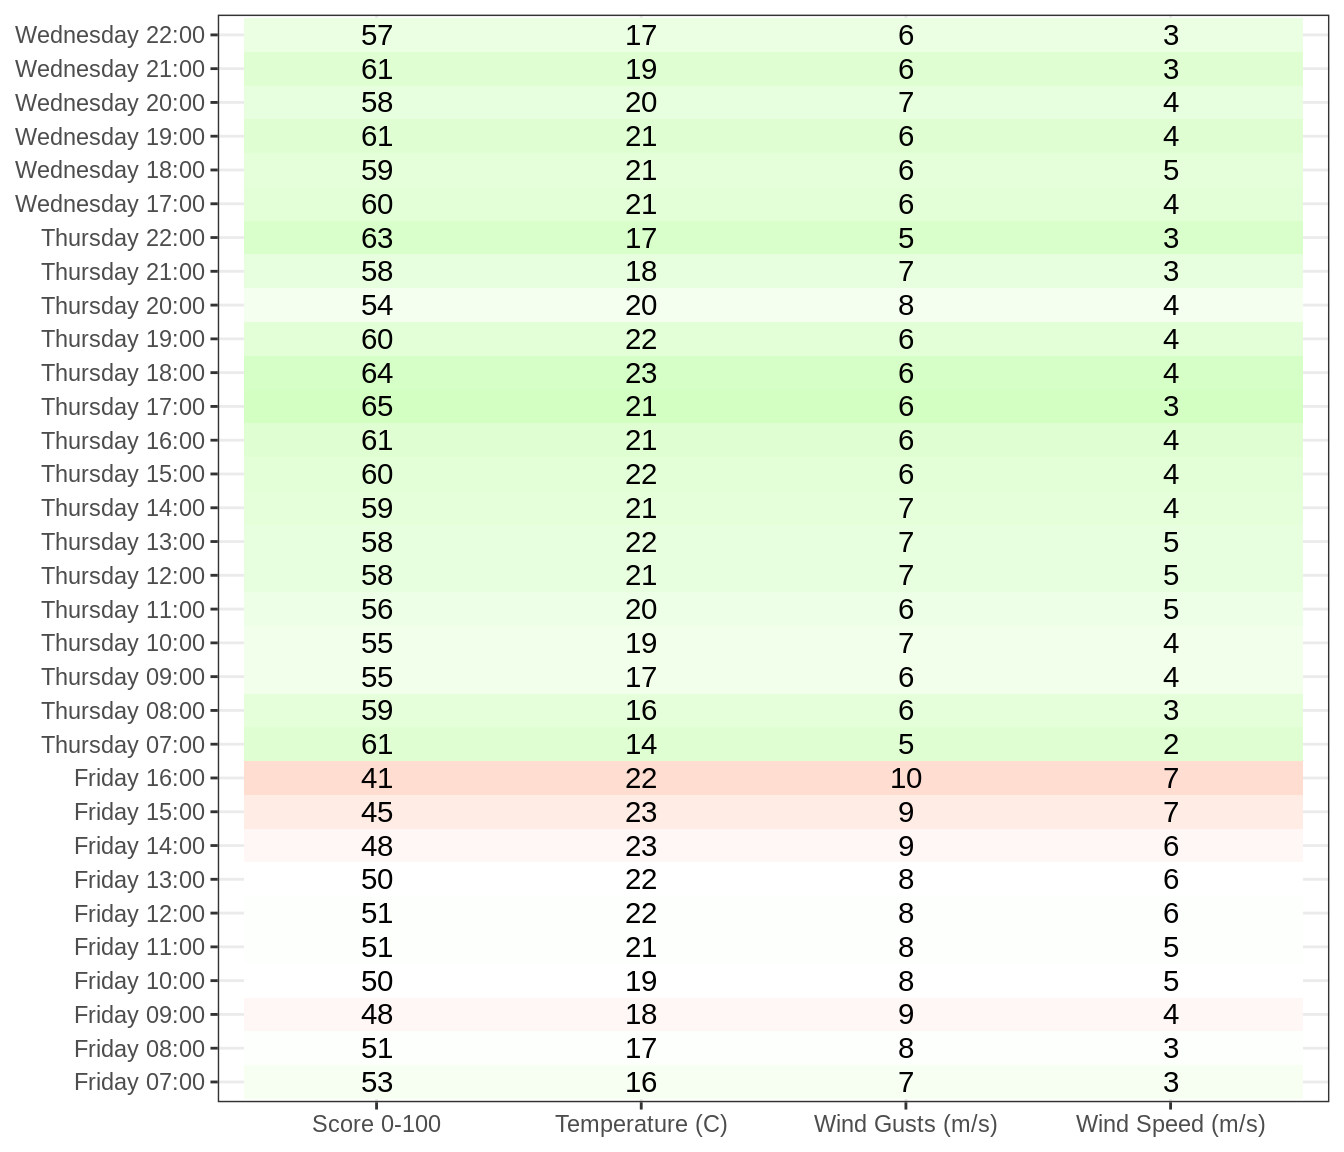 Wednesday 22:00 57 17 6 3
Wednesday 21:00 61 19 6 3
Wednesday 20:00 58 20 7 4
Wednesday 19:00 61 21 6 4
Wednesday 18:00 59 21 6 5
Wednesday 17:00 60 21 6 4
Thursday 22:00 63 17 5 3
Thursday 21:00 58 18 7 3
Thursday 20:00 54 20 8 4
Thursday 19:00 60 22 6 4
Thursday 18:00 64 23 6 4
Thursday 17:00 65 21 6 3
Thursday 16:00 61 21 6 4
Thursday 15:00 60 22 6 4
Thursday 14:00 59 21 7 4
Thursday 13:00 58 22 7 5
Thursday 12:00 58 21 7 5
Thursday 11:00 56 20 6 5
Thursday 10:00 55 19 7 4
Thursday 09:00 55 17 6 4
Thursday 08:00 59 16 6 3
Thursday 07:00 61 14 5 2
Friday 16:00 41 22 10 7
Friday 15:00 45 23 9 7
Friday 14:00 48 23 9 6
Friday 13:00 50 22 8 6
Friday 12:00 51 22 8 6
Friday 11:00 51 21 8 5
Friday 10:00 50 19 8 5
Friday 09:00 48 18 9 4
Friday 08:00 51 17 8 3
Friday 07:00 53 16 7 3
Score 0-100 Temperature (C) Wind Gusts (m/s) Wind Speed (m/s)